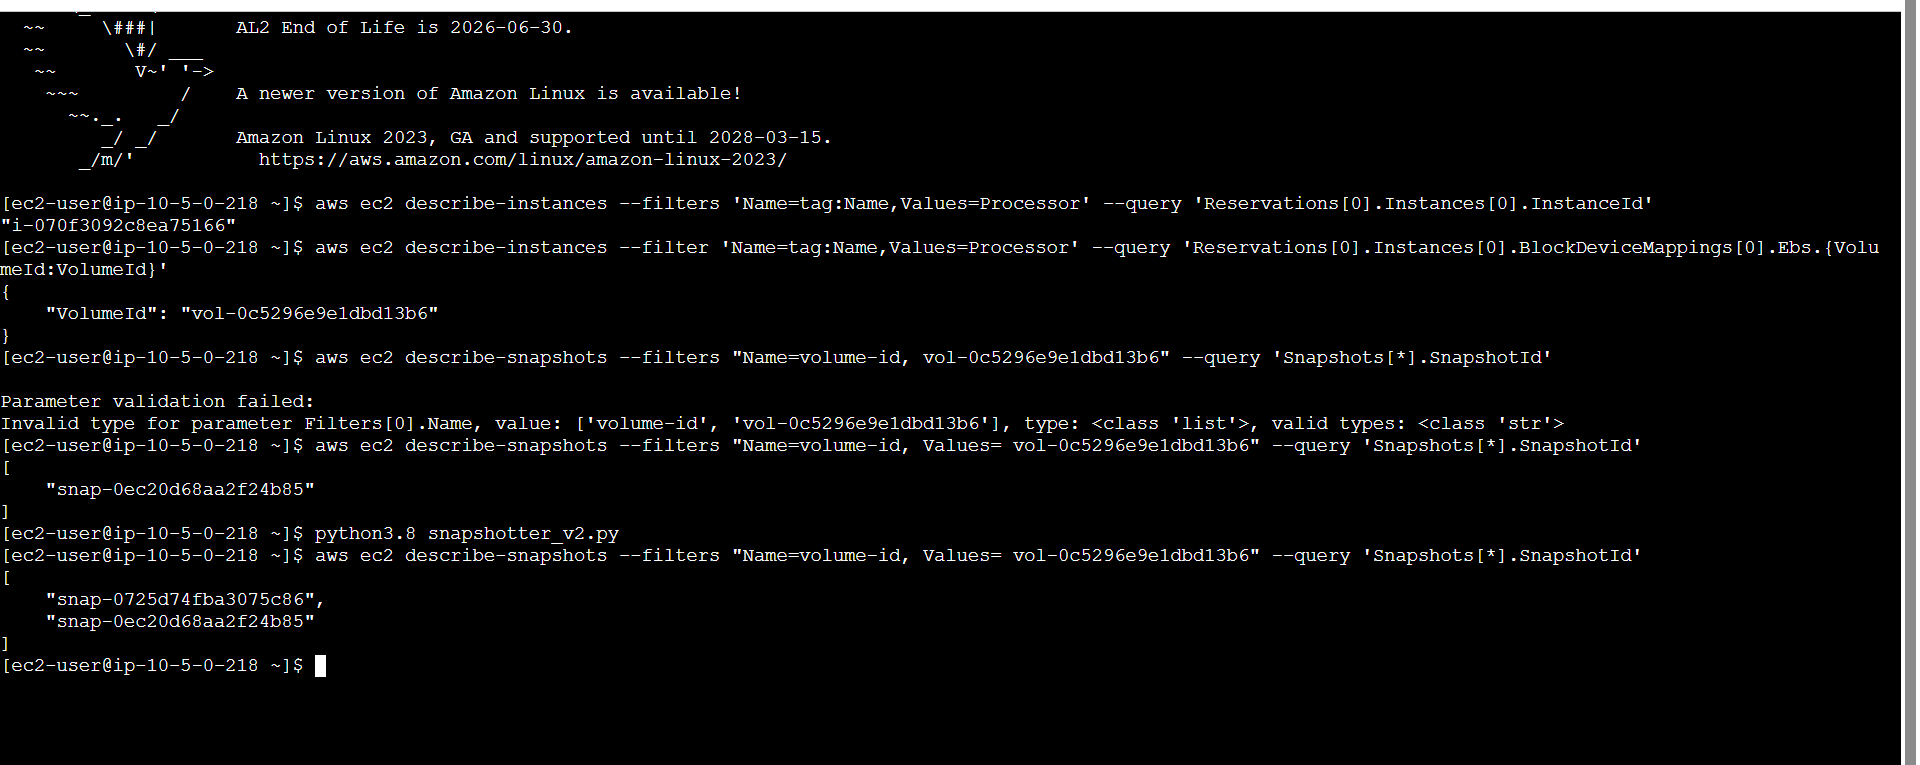 ~~     \###|       AL2 End of Life is 2026-06-30.
~~       \#/ ___
~~       V~' '->
~~~         /    A newer version of Amazon Linux is available!
~~._.   _/
_/ _/       Amazon Linux 2023, GA and supported until 2028-03-15.
_/m/'           https://aws.amazon.com/linux/amazon-linux-2023/
[ec2-user@ip-10-5-0-218 ~]$ aws ec2 describe-instances --filters 'Name=tag:Name,Values=Processor' --query 'Reservations[0].Instances[0].InstanceId'
"i-070f3092c8ea75166"
[ec2-user@ip-10-5-0-218 ~]$ aws ec2 describe-instances --filter 'Name=tag:Name,Values=Processor' --query 'Reservations[0].Instances[0].BlockDeviceMappings[0].Ebs.{Volu
meId:VolumeId}'
{
    "VolumeId": "vol-0c5296e9e1dbd13b6"
}
[ec2-user@ip-10-5-0-218 ~]$ aws ec2 describe-snapshots --filters "Name=volume-id, vol-0c5296e9e1dbd13b6" --query 'Snapshots[*].SnapshotId'
Parameter validation failed:
Invalid type for parameter Filters[0].Name, value: ['volume-id', 'vol-0c5296e9e1dbd13b6'], type: <class 'list'>, valid types: <class 'str'>
[ec2-user@ip-10-5-0-218 ~]$ aws ec2 describe-snapshots --filters "Name=volume-id, Values= vol-0c5296e9e1dbd13b6" --query 'Snapshots[*].SnapshotId'
[
    "snap-0ec20d68aa2f24b85"
]
[ec2-user@ip-10-5-0-218 ~]$ python3.8 snapshotter_v2.py
[ec2-user@ip-10-5-0-218 ~]$ aws ec2 describe-snapshots --filters "Name=volume-id, Values= vol-0c5296e9e1dbd13b6" --query 'Snapshots[*].SnapshotId'
[
    "snap-0725d74fba3075c86",
    "snap-0ec20d68aa2f24b85"
]
[ec2-user@ip-10-5-0-218 ~]$